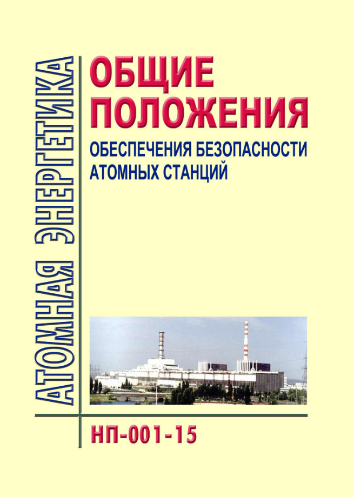 АТОМНАЯ ЭНЕРГЕТИКА
ОБЩИЕ
ПОЛОЖЕНИЯ
ОБЕСПЕЧЕНИЯ БЕЗОПАСНОСТИ
АТОМНЫХ СТАНЦИЙ
НП-001-15